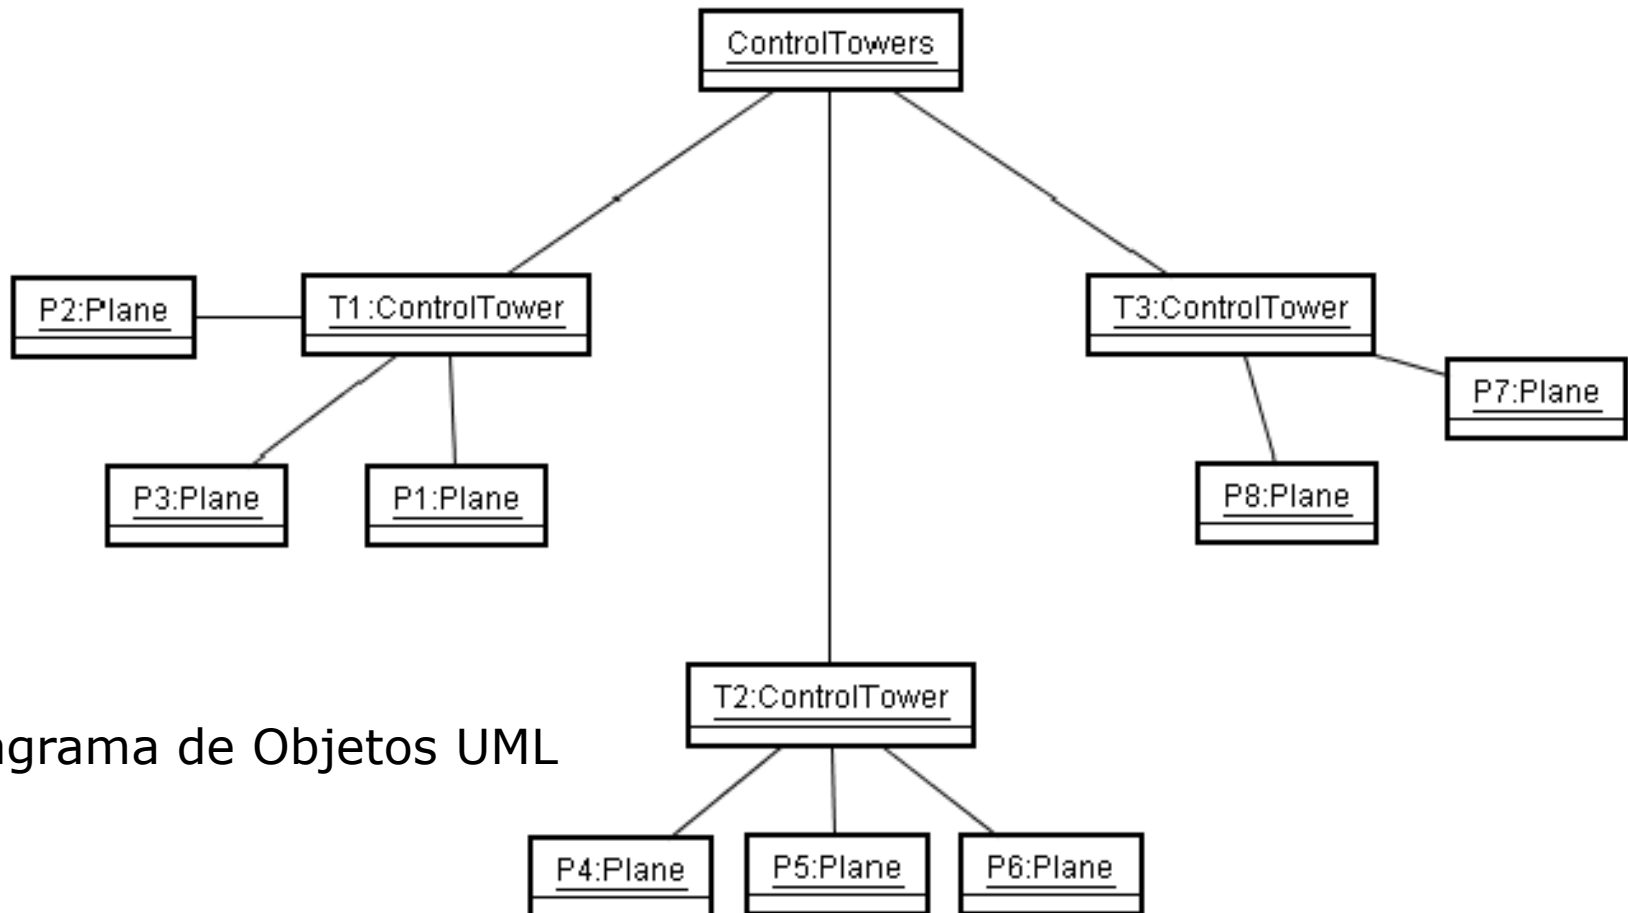 ControlTowers
P2:Plane
T1:ControlTower
T3:ControlTower
P7:Plane
P3:Plane
P1:Plane
P8:Plane
T2:ControlTower
agrama de Objetos UML
P4:Plane
P5:Plane
P6:Plane